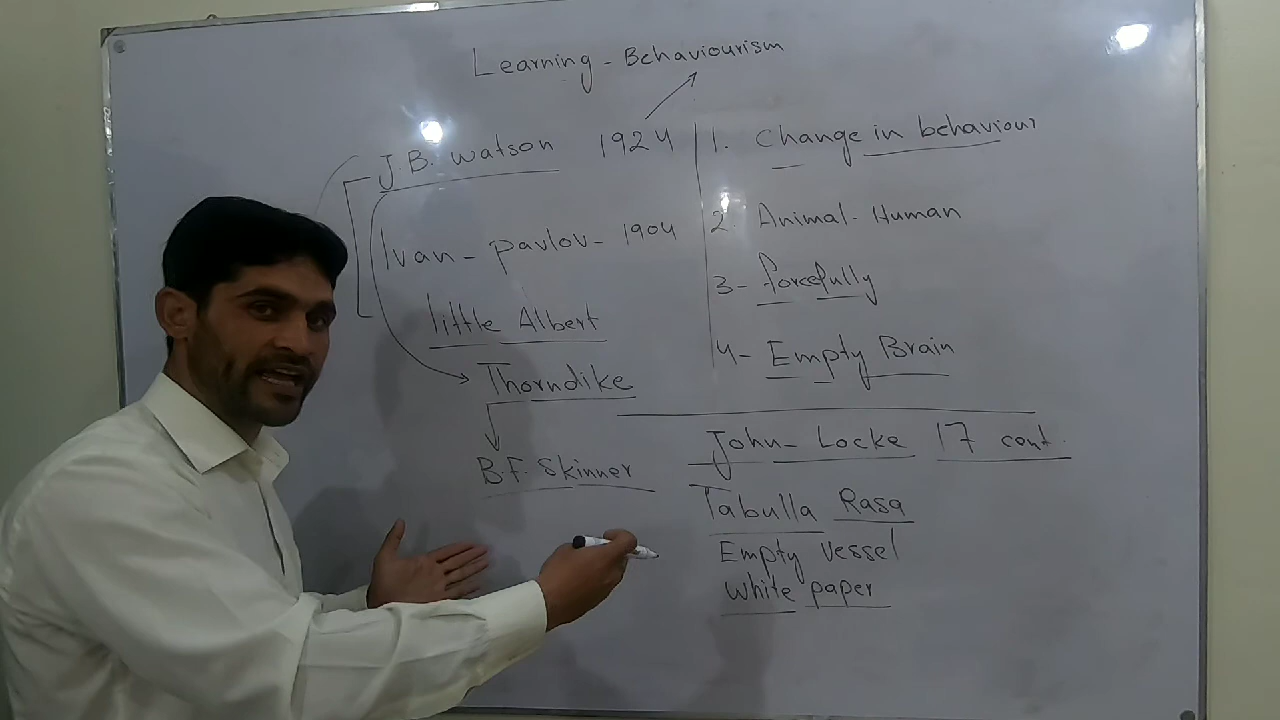 Learning - Behaviourism
J.B. Watson 1924
Ivan - Pavlov - 1904
little Albert
Thorndike
B.F. Skinner
1. Change in behaviour
2. Animal - Human
3- forcefully
4- Empty Brain
John - Locke 17 cent.
Tabulla Rasa
Empty vessel
White paper